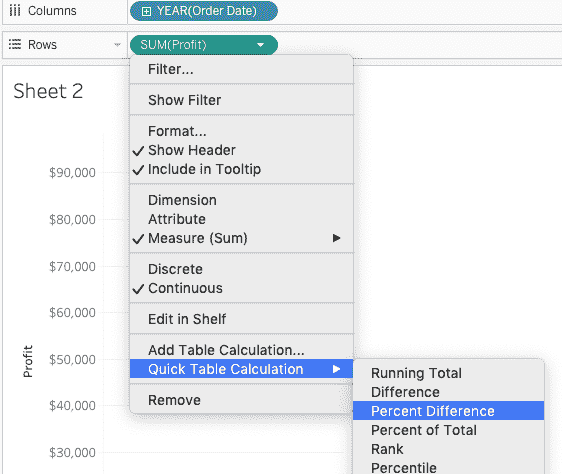 Columns
YEAR(Order Date)
Rows
SUM(Profit)
Sheet 2
Filter...
Show Filter
Format...
Show Header
Include in Tooltip
Dimension
Attribute
Measure (Sum)
Discrete
Continuous
Edit in Shelf
Add Table Calculation...
Quick Table Calculation
Remove
Running Total
Difference
Percent Difference
Percent of Total
Rank
Percentile
$90,000
$80,000
$70,000
$60,000
$50,000
$40,000
$30,000
Profit